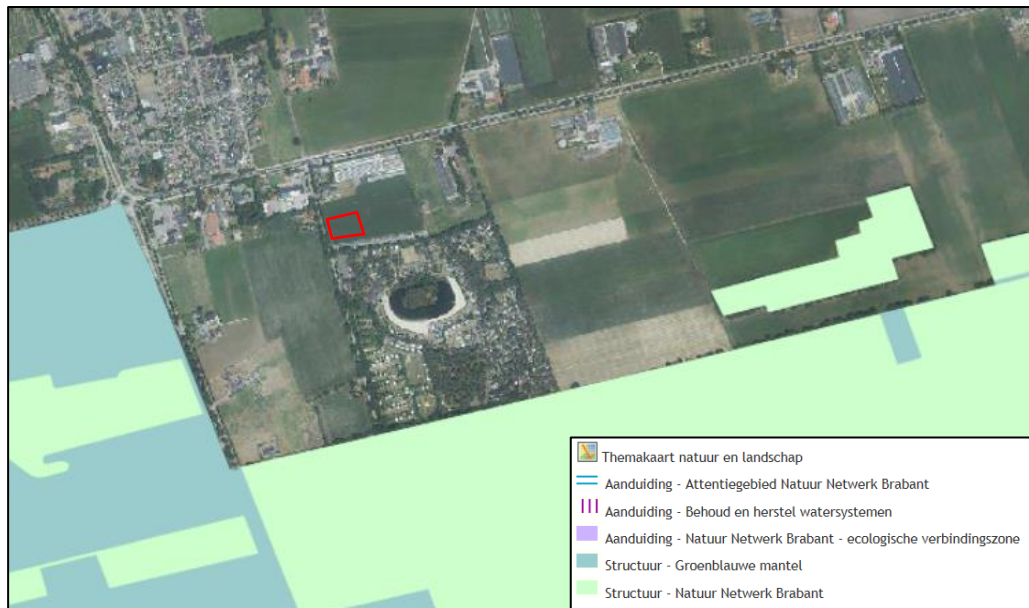 Themakaart natuur en landschap
Aanduiding - Attentiegebied Natuur Netwerk Brabant
Aanduiding - Behoud en herstel watersystemen
Aanduiding - Natuur Netwerk Brabant - ecologische verbindingszone
Structuur - Groenblauwe mantel
Structuur - Natuur Netwerk Brabant